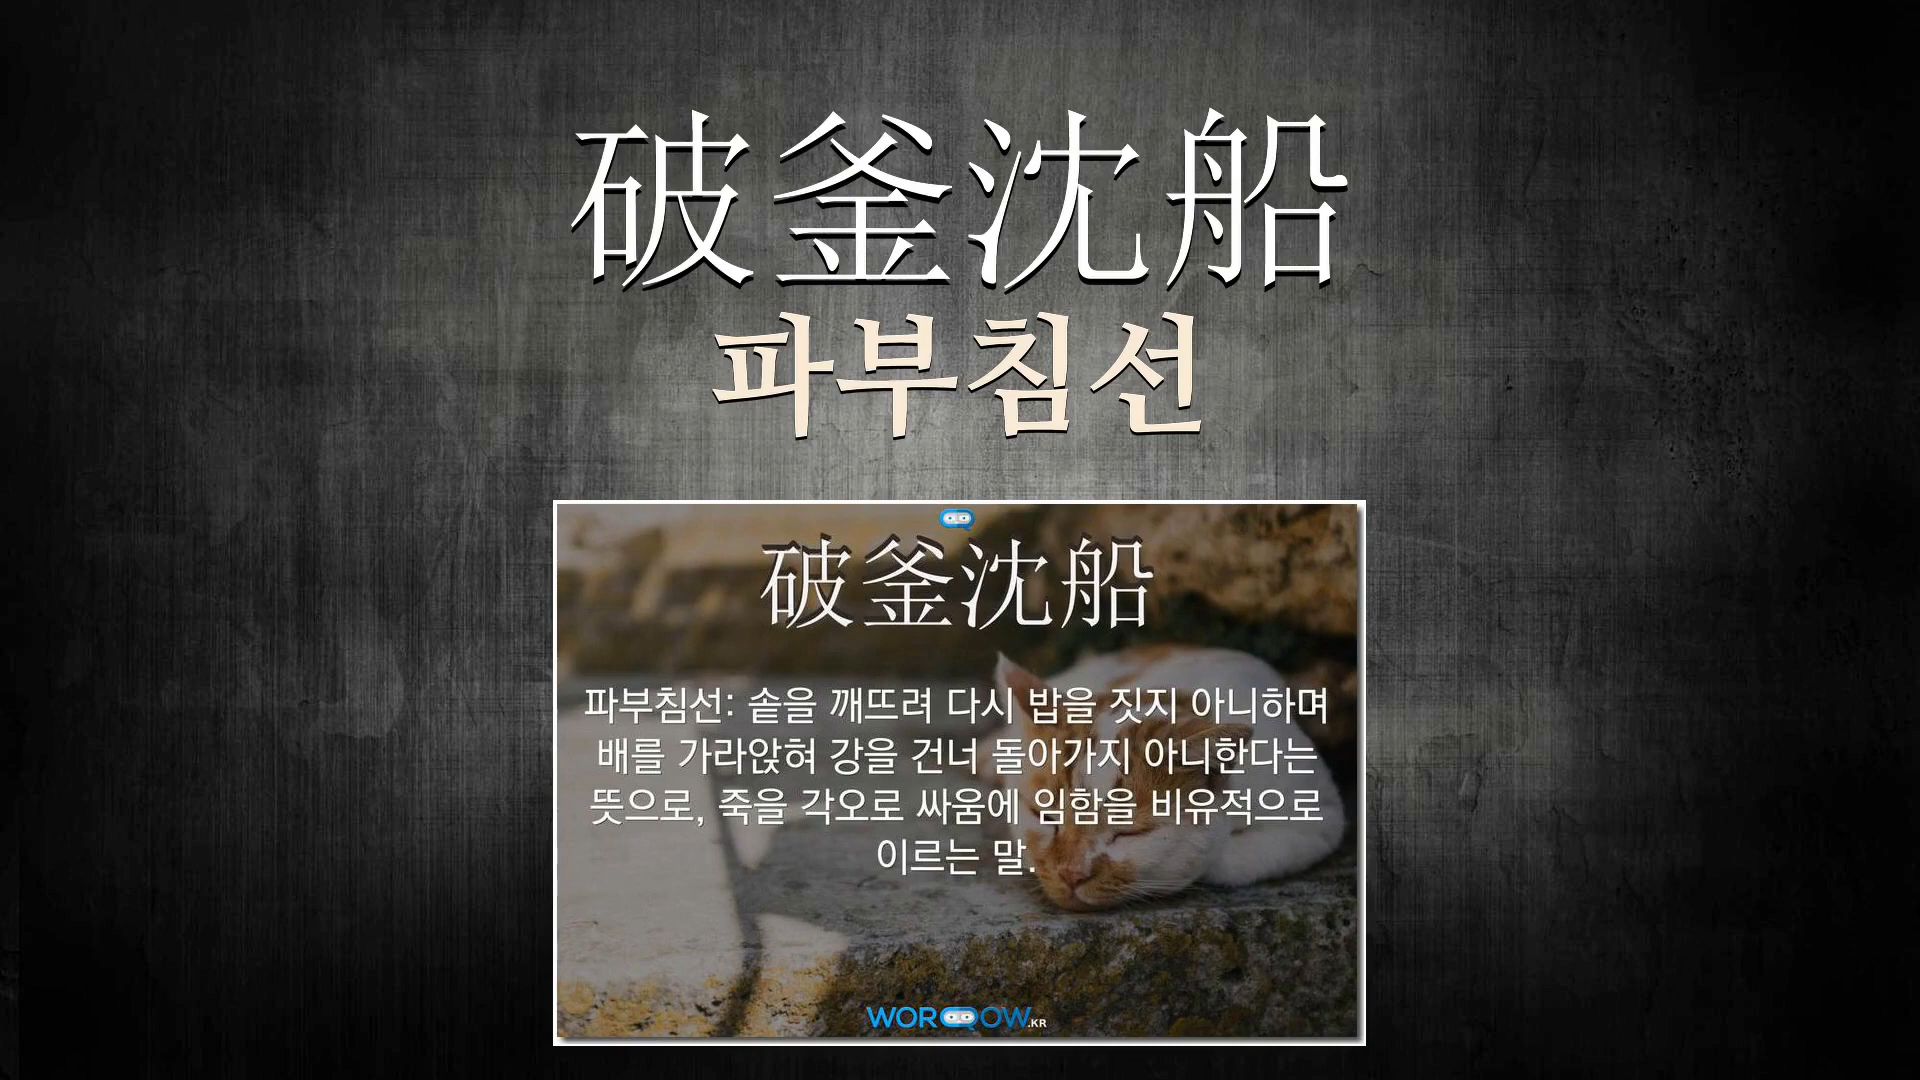 破釜沈船
파부침선
破釜沈船
파부침선: 솥을 깨뜨려 다시 밥을 짓지 아니하며
배를 가라앉혀 강을 건너 돌아가지 아니한다는
뜻으로, 죽을 각오로 싸움에 임함을 비유적으로
이르는 말.
WORQOW.KR